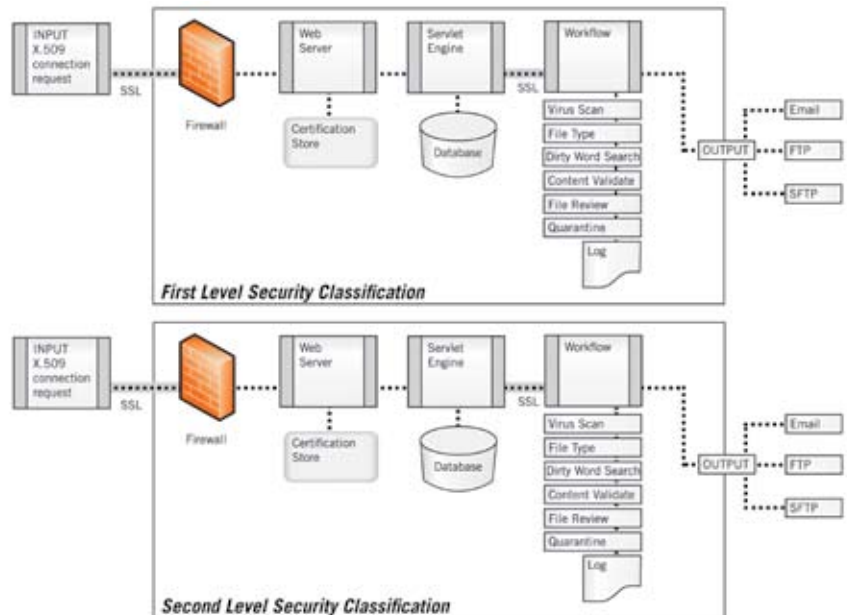 INPUT
X.509
connection
request
SSL
Firewall
Web
Server
Certification
Store
Servlet
Engine
Database
SSL
Workflow
Virus Scan
File Type
Dirty Word Search
Content Validate
File Review
Quarantine
Log
OUTPUT
Email
FTP
SFTP
First Level Security Classification
INPUT
X.509
connection
request
SSL
Firewall
Web
Server
Certification
Store
Servlet
Engine
Database
SSL
Workflow
Virus Scan
File Type
Dirty Word Search
Content Validate
File Review
Quarantine
Log
OUTPUT
Email
FTP
SFTP
Second Level Security Classification